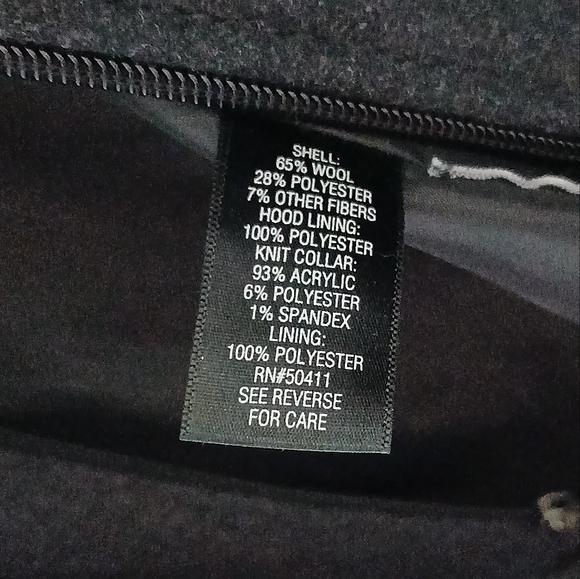 SHELL:
65% WOOL
28% POLYESTER
7% OTHER FIBERS
HOOD LINING:
100% POLYESTER
KNIT COLLAR:
93% ACRYLIC
6% POLYESTER
1% SPANDEX
LINING:
100% POLYESTER
RN#50411
SEE REVERSE
FOR CARE